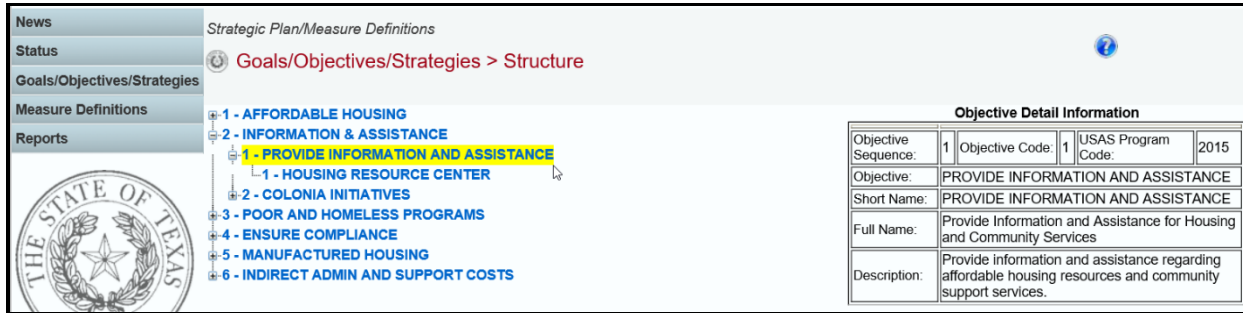 News
Status
Goals/Objectives/Strategies
Measure Definitions
Reports
THE STATE OF TEXAS
Strategic Plan/Measure Definitions
Goals/Objectives/Strategies > Structure
?
1 - AFFORDABLE HOUSING
2 - INFORMATION & ASSISTANCE
1 - PROVIDE INFORMATION AND ASSISTANCE
1 - HOUSING RESOURCE CENTER
2 - COLONIA INITIATIVES
3 - POOR AND HOMELESS PROGRAMS
4 - ENSURE COMPLIANCE
5 - MANUFACTURED HOUSING
6 - INDIRECT ADMIN AND SUPPORT COSTS
Objective Detail Information
Objective Sequence: 1 Objective Code: 1 USAS Program Code: 2015
Objective: PROVIDE INFORMATION AND ASSISTANCE
Short Name: PROVIDE INFORMATION AND ASSISTANCE
Full Name: Provide Information and Assistance for Housing
and Community Services
Description: Provide information and assistance regarding
affordable housing resources and community
support services.